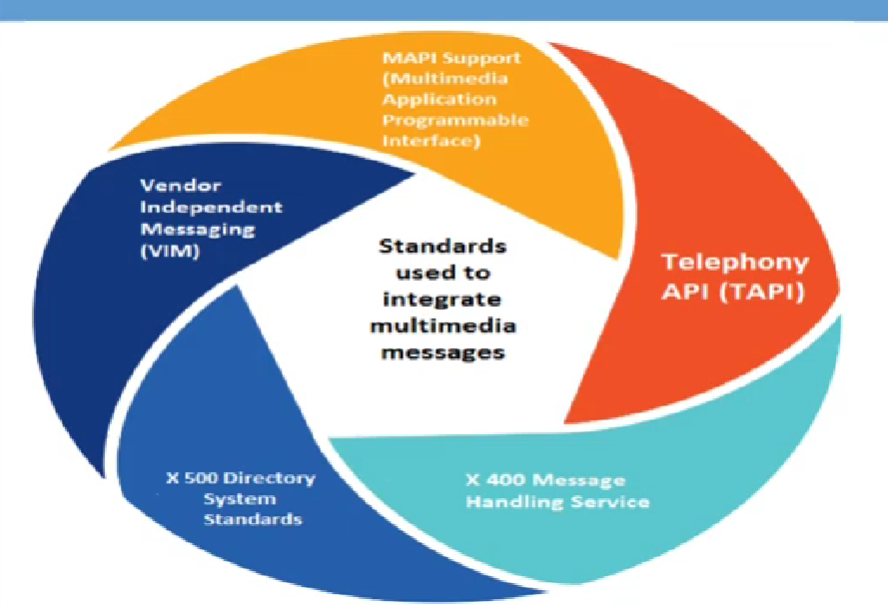 MAPI Support
(Multimedia
Application
Programmable
Interface)
Telephony
API (TAPI)
X 400 Message
Handling Service
X 500 Directory
System
Standards
Vendor
Independent
Messaging
(VIM)
Standards
used to
integrate
multimedia
messages